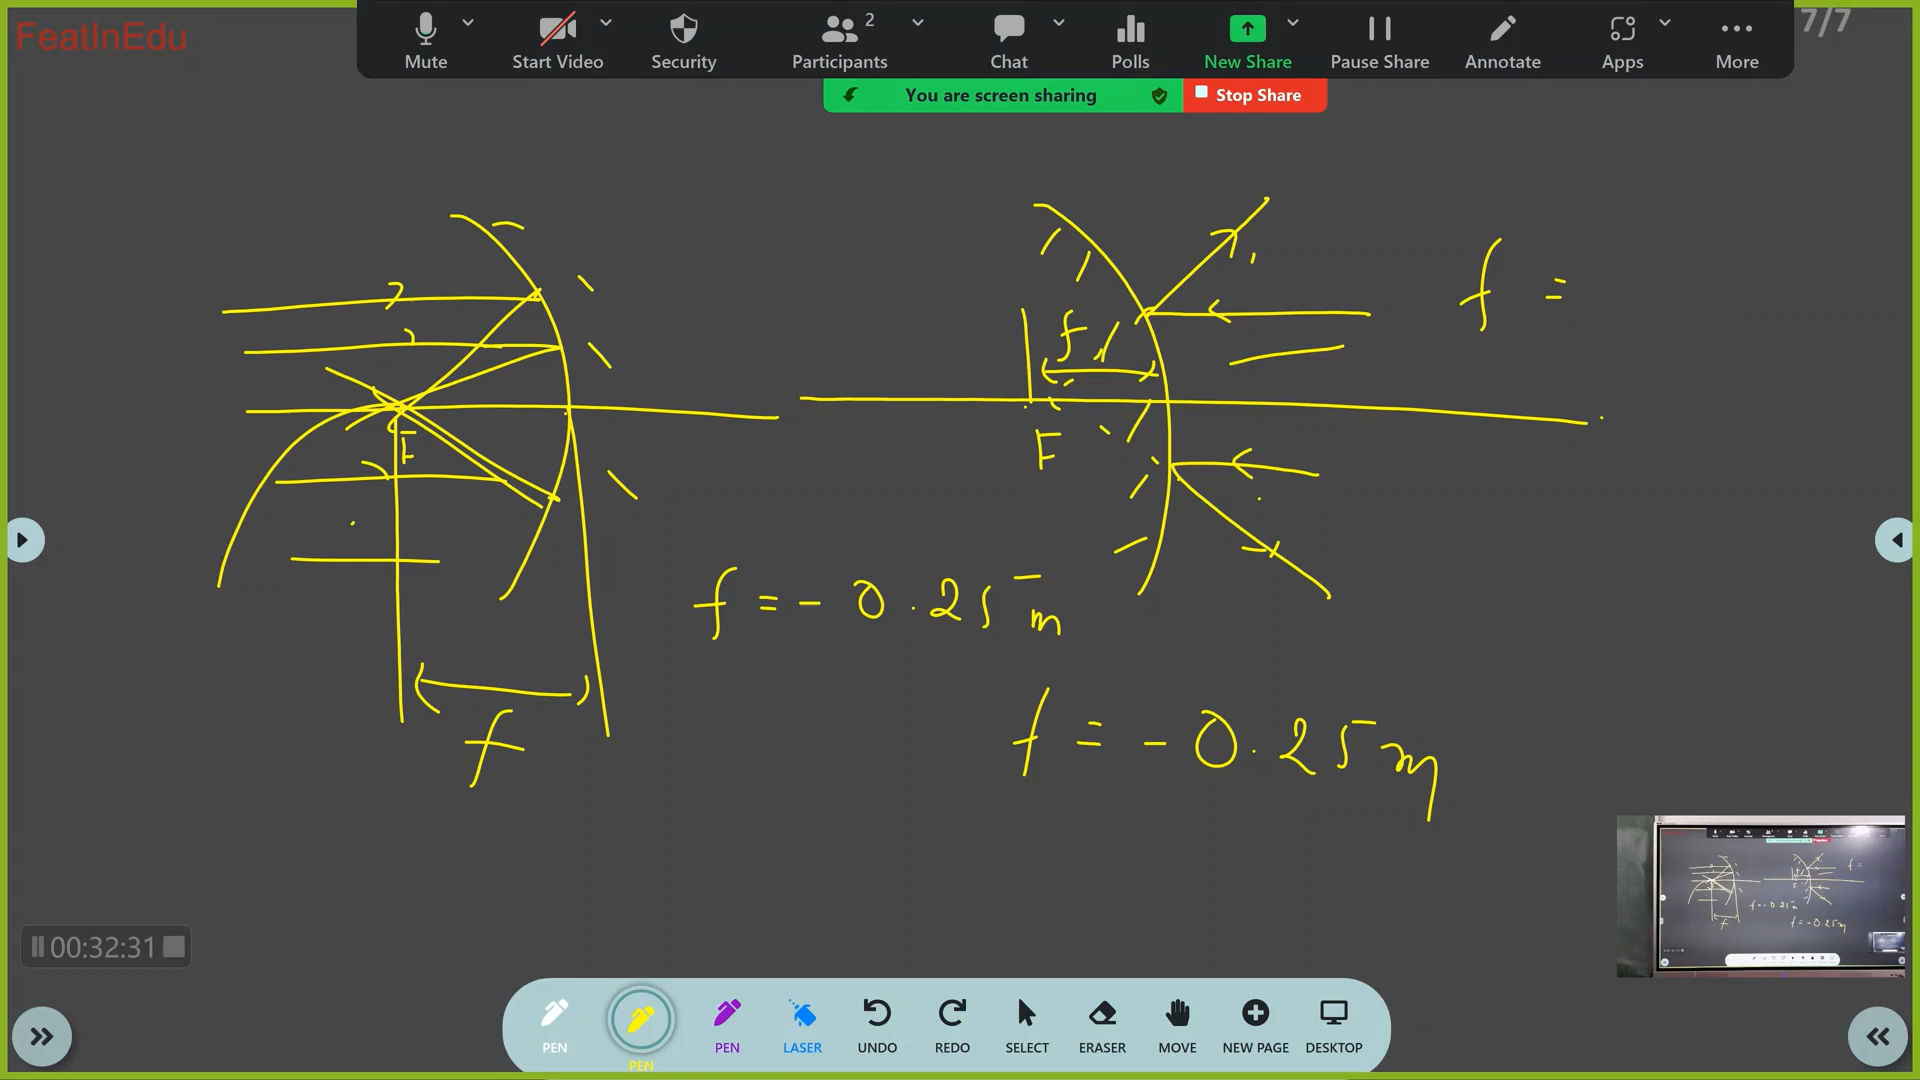 FeatInEdu
Mute
Start Video
Security
Participants 2
Chat
Polls
New Share
Pause Share
Annotate
Apps
More
7/7
You are screen sharing
Stop Share
f =
f
F
F
f = - 0.25 m
f
f = - 0.25 m
00:32:31
PEN
PEN
PEN
LASER
UNDO
REDO
SELECT
ERASER
MOVE
NEW PAGE
DESKTOP